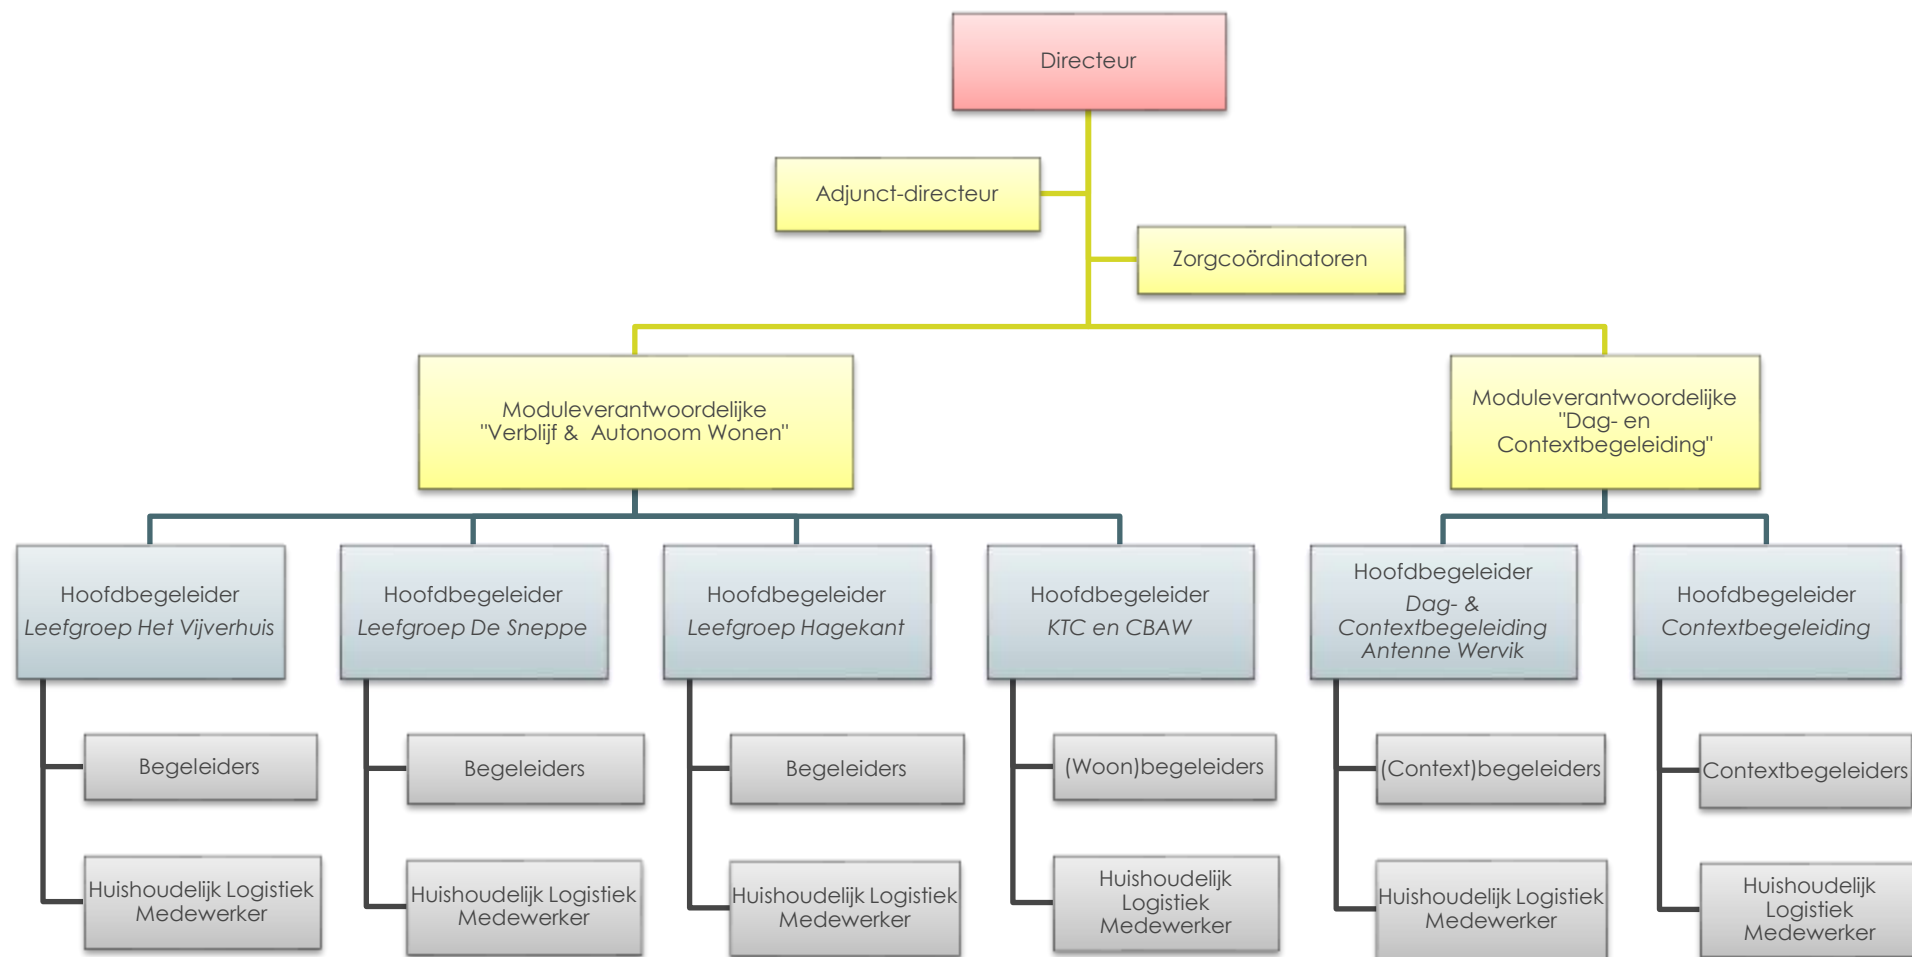 Directeur
Adjunct-directeur
Zorgcoördinatoren
Moduleverantwoordelijke
"Verblijf & Autonoom Wonen"
Moduleverantwoordelijke
"Dag- en
Contextbegeleiding"
Hoofdbegeleider
Leefgroep Het Vijverhuis
Hoofdbegeleider
Leefgroep De Sneppe
Hoofdbegeleider
Leefgroep Hagekant
Hoofdbegeleider
KTC en CBAW
Hoofdbegeleider
Dag- &
Contextbegeleiding
Antenne Wervik
Hoofdbegeleider
Contextbegeleiding
Begeleiders
Begeleiders
Begeleiders
(Woon)begeleiders
(Context)begeleiders
Contextbegeleiders
Huishoudelijk Logistiek
Medewerker
Huishoudelijk Logistiek
Medewerker
Huishoudelijk Logistiek
Medewerker
Huishoudelijk
Logistiek
Medewerker
Huishoudelijk Logistiek
Medewerker
Huishoudelijk
Logistiek
Medewerker